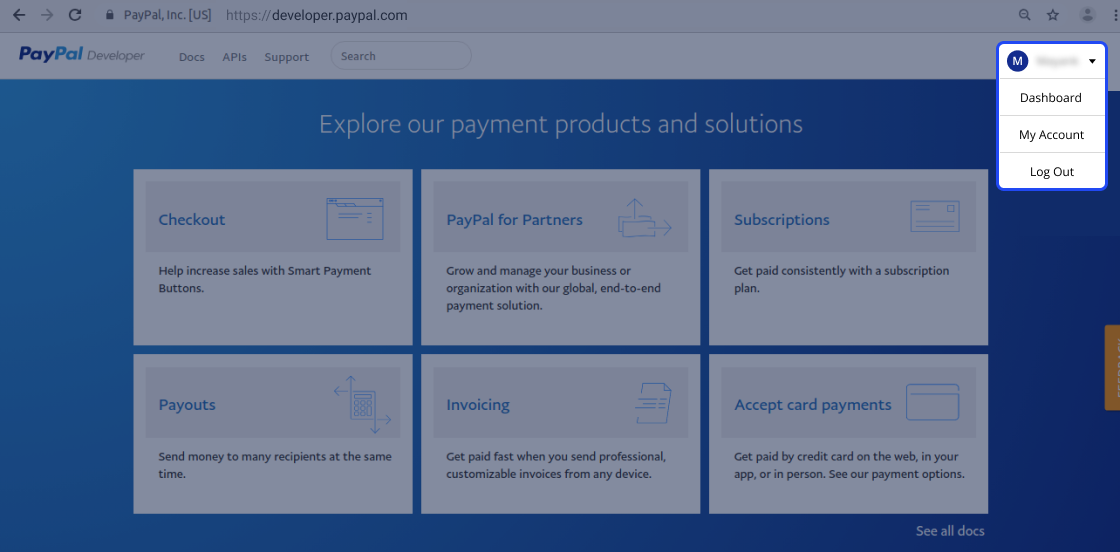 PayPal, Inc. [US] https://developer.paypal.com
PayPal Developer Docs APIs Support Search
M
Dashboard
My Account
Log Out
Explore our payment products and solutions
Checkout
Help increase sales with Smart Payment
Buttons.
PayPal for Partners
Grow and manage your business or
organization with our global, end-to-end
payment solution.
Subscriptions
Get paid consistently with a subscription
plan.
Payouts
Send money to many recipients at the same
time.
Invoicing
Get paid fast when you send professional,
customizable invoices from any device.
Accept card payments
Get paid by credit card on the web, in your
app, or in person. See our payment options.
See all docs